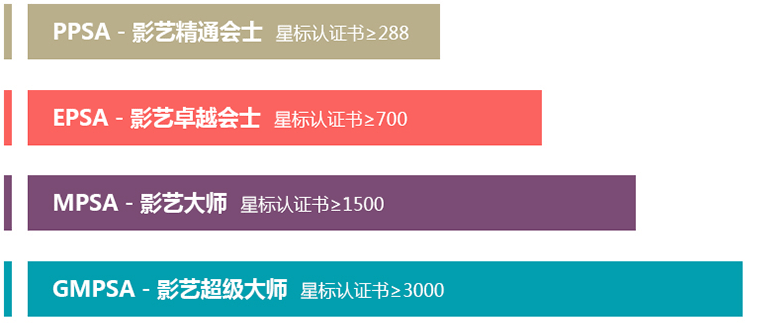 PPSA - 影艺精通会士 星标认证书≥288
EPSA - 影艺卓越会士 星标认证书≥700
MPSA - 影艺大师 星标认证书≥1500
GMPSA - 影艺超级大师 星标认证书≥3000